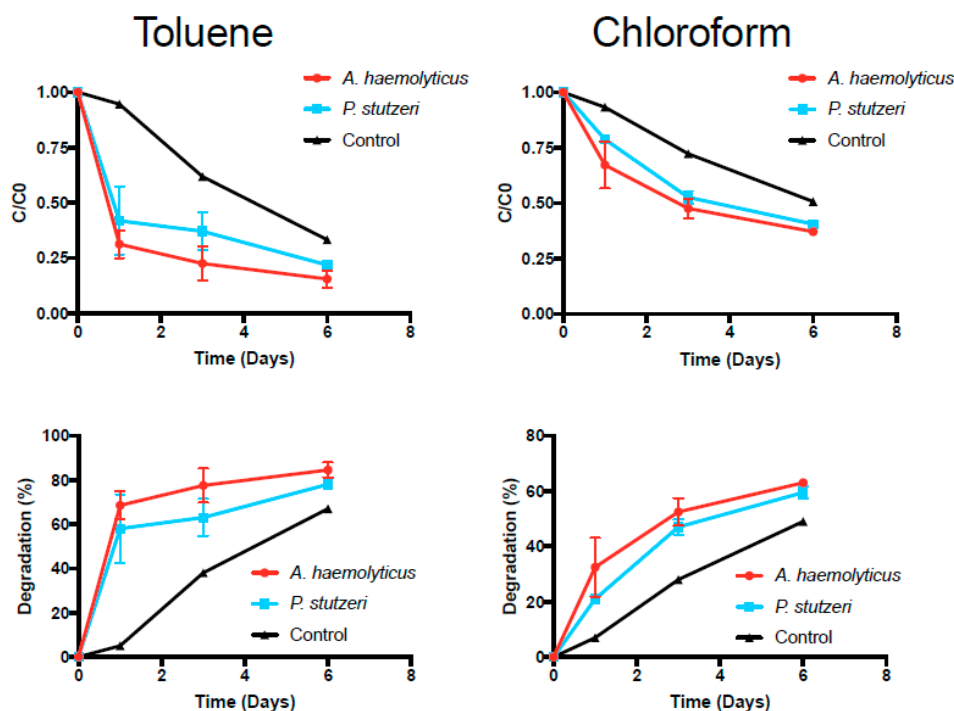 Toluene
Chloroform
A. haemolyticus
P. stutzeri
Control
1.00
0.75
0.50
0.25
0.00
C/C0
0 2 4 6 8
Time (Days)
A. haemolyticus
P. stutzeri
Control
1.00
0.75
0.50
0.25
0.00
C/C0
0 2 4 6 8
Time (Days)
100
80
60
40
20
0
Degradation (%)
A. haemolyticus
P. stutzeri
Control
0 2 4 6 8
Time (Days)
80
60
40
20
0
Degradation (%)
A. haemolyticus
P. stutzeri
Control
0 2 4 6 8
Time (Days)